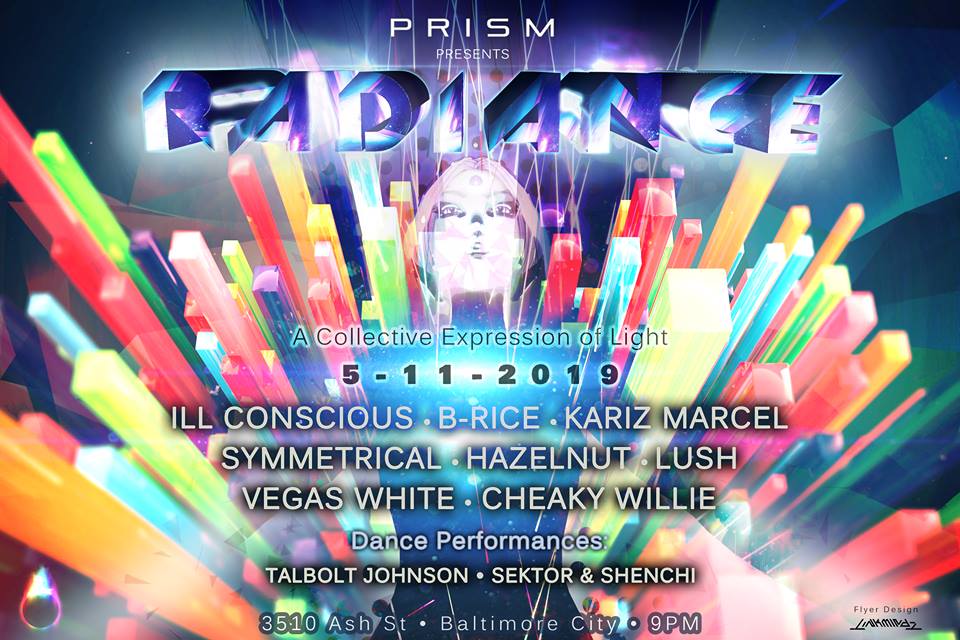 PRISM
PRESENTS
RADIANCE
A Collective Expression of Light
5-11-2019
ILL CONSCIOUS • B-RICE • KARIZ MARCEL
SYMMETRICAL • HAZELNUT • LUSH
VEGAS WHITE • CHEAKY WILLIE
Dance Performances:
TALBOLT JOHNSON • SEKTOR & SHENCHI
3510 Ash St • Baltimore City • 9PM
Flyer Design